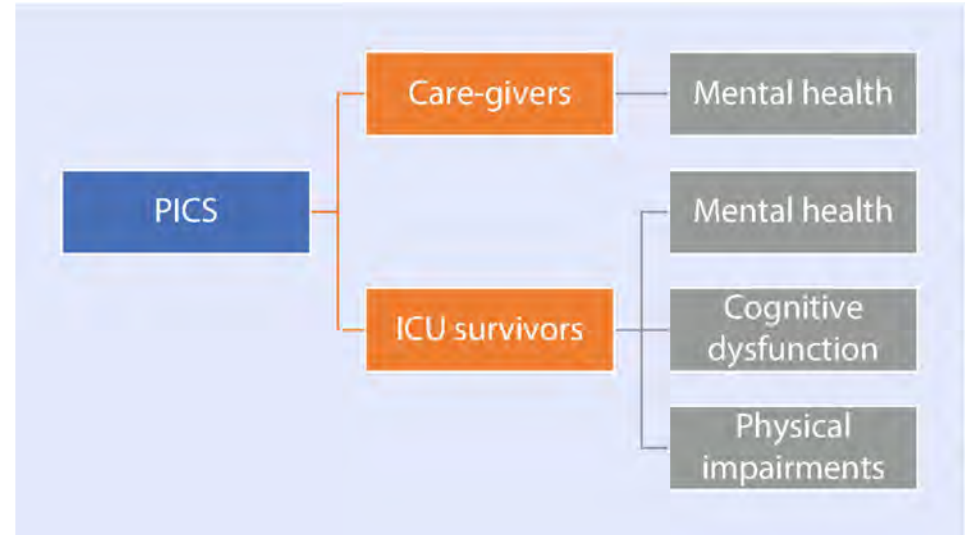 Care-givers
Mental health
PICS
Mental health
ICU survivors
Cognitive
dysfunction
Physical
impairments